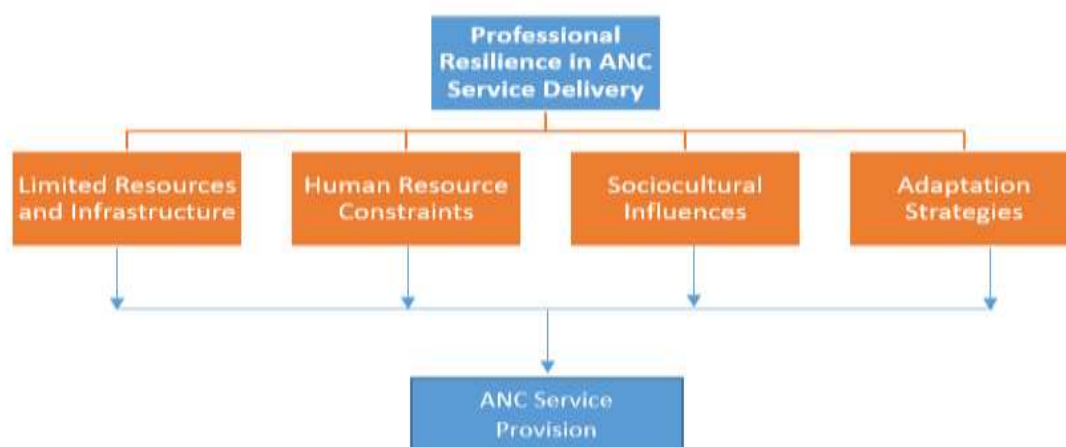 Professional
Resilience in ANC
Service Delivery
Limited Resources
and Infrastructure
Human Resource
Constraints
Sociocultural
Influences
Adaptation
Strategies
ANC Service
Provision